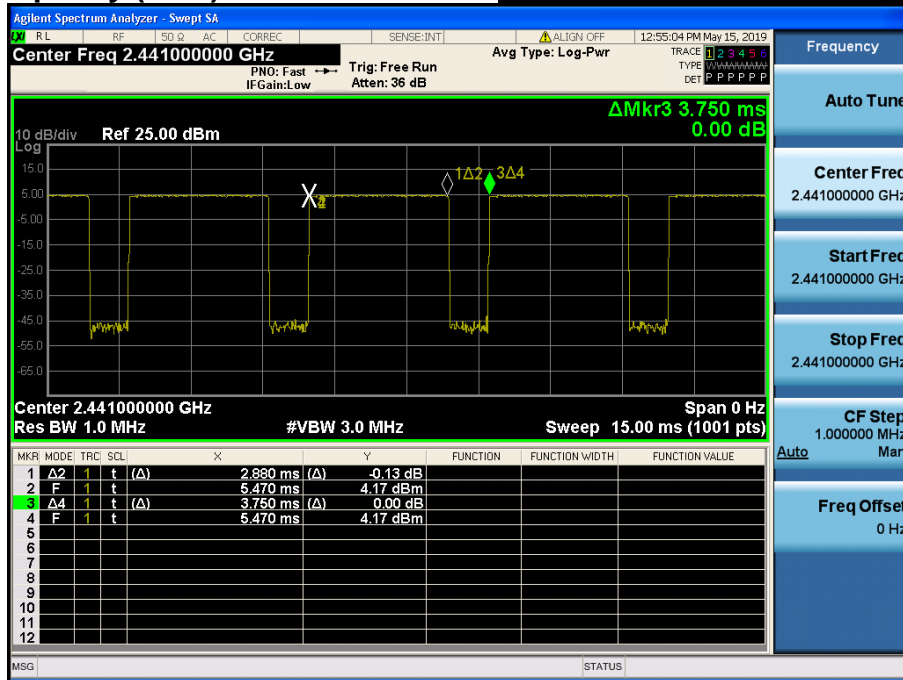 Agilent Spectrum Analyzer - Swept SA
LXI RL RF 50 Ω AC CORREC SENSE:INT ALIGN OFF 12:55:04 PM May 15, 2019
Center Freq 2.441000000 GHz
PNO: Fast
IFGain:Low
Trig: Free Run
Atten: 36 dB
Avg Type: Log-Pwr
TRACE 1 2 3 4 5 6
TYPE
DET P P P P P P
ΔMkr3 3.750 ms
0.00 dB
10 dB/div Ref 25.00 dBm
Log
15.0
5.00
-5.00
-15.0
-25.0
-35.0
-45.0
-55.0
-65.0
1Δ2 3Δ4
Center 2.441000000 GHz Span 0 Hz
Res BW 1.0 MHz #VBW 3.0 MHz Sweep 15.00 ms (1001 pts)
MKR MODE TRC SCL X Y FUNCTION FUNCTION WIDTH FUNCTION VALUE
1 Δ2 1 t (Δ) 2.880 ms (Δ) -0.13 dB
2 F 1 t 5.470 ms 4.17 dBm
3 Δ4 1 t (Δ) 3.750 ms (Δ) 0.00 dB
4 F 1 t 5.470 ms 4.17 dBm
5
6
7
8
9
10
11
12
MSG STATUS
Frequency
Auto Tune
Center Freq
2.441000000 GHz
Start Freq
2.441000000 GHz
Stop Freq
2.441000000 GHz
CF Step
1.000000 MHz
Auto Man
Freq Offset
0 Hz